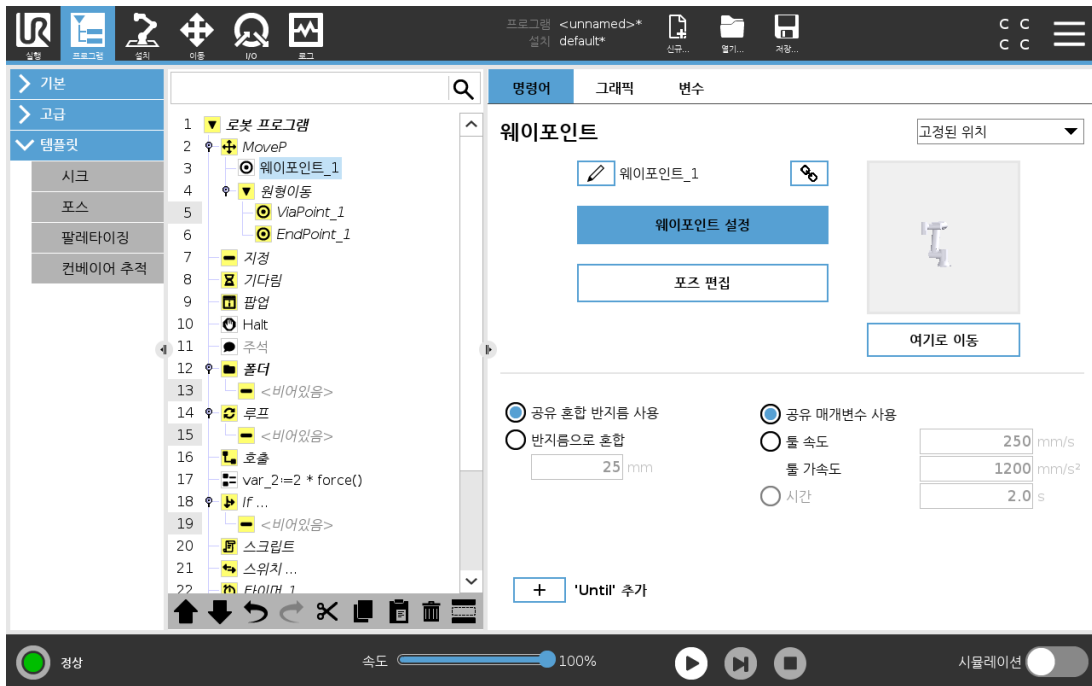 프로그램 <unnamed>*
설치 default*
실행 프로그램 설치 이동 I/O 로그
신규... 열기... 저장...
C C
C C
기본
고급
템플릿
시크
포스
팔레타이징
컨베이어 추적
1 로봇 프로그램
2 MoveP
3 웨이포인트_1
4 원형이동
5 ViaPoint_1
6 EndPoint_1
7 지정
8 기다림
9 팝업
10 Halt
11 주석
12 폴더
13 <비어있음>
14 루프
15 <비어있음>
16 호출
17 var_2≔2 * force()
18 If ...
19 <비어있음>
20 스크립트
21 스위치 ...
22 타이머_1
명령어 그래픽 변수
웨이포인트
고정된 위치
웨이포인트_1
웨이포인트 설정
포즈 편집
여기로 이동
공유 혼합 반지름 사용
반지름으로 혼합
25 mm
공유 매개변수 사용
툴 속도 250 mm/s
툴 가속도 1200 mm/s²
시간 2.0 s
+ 'Until' 추가
정상
속도 100%
시뮬레이션